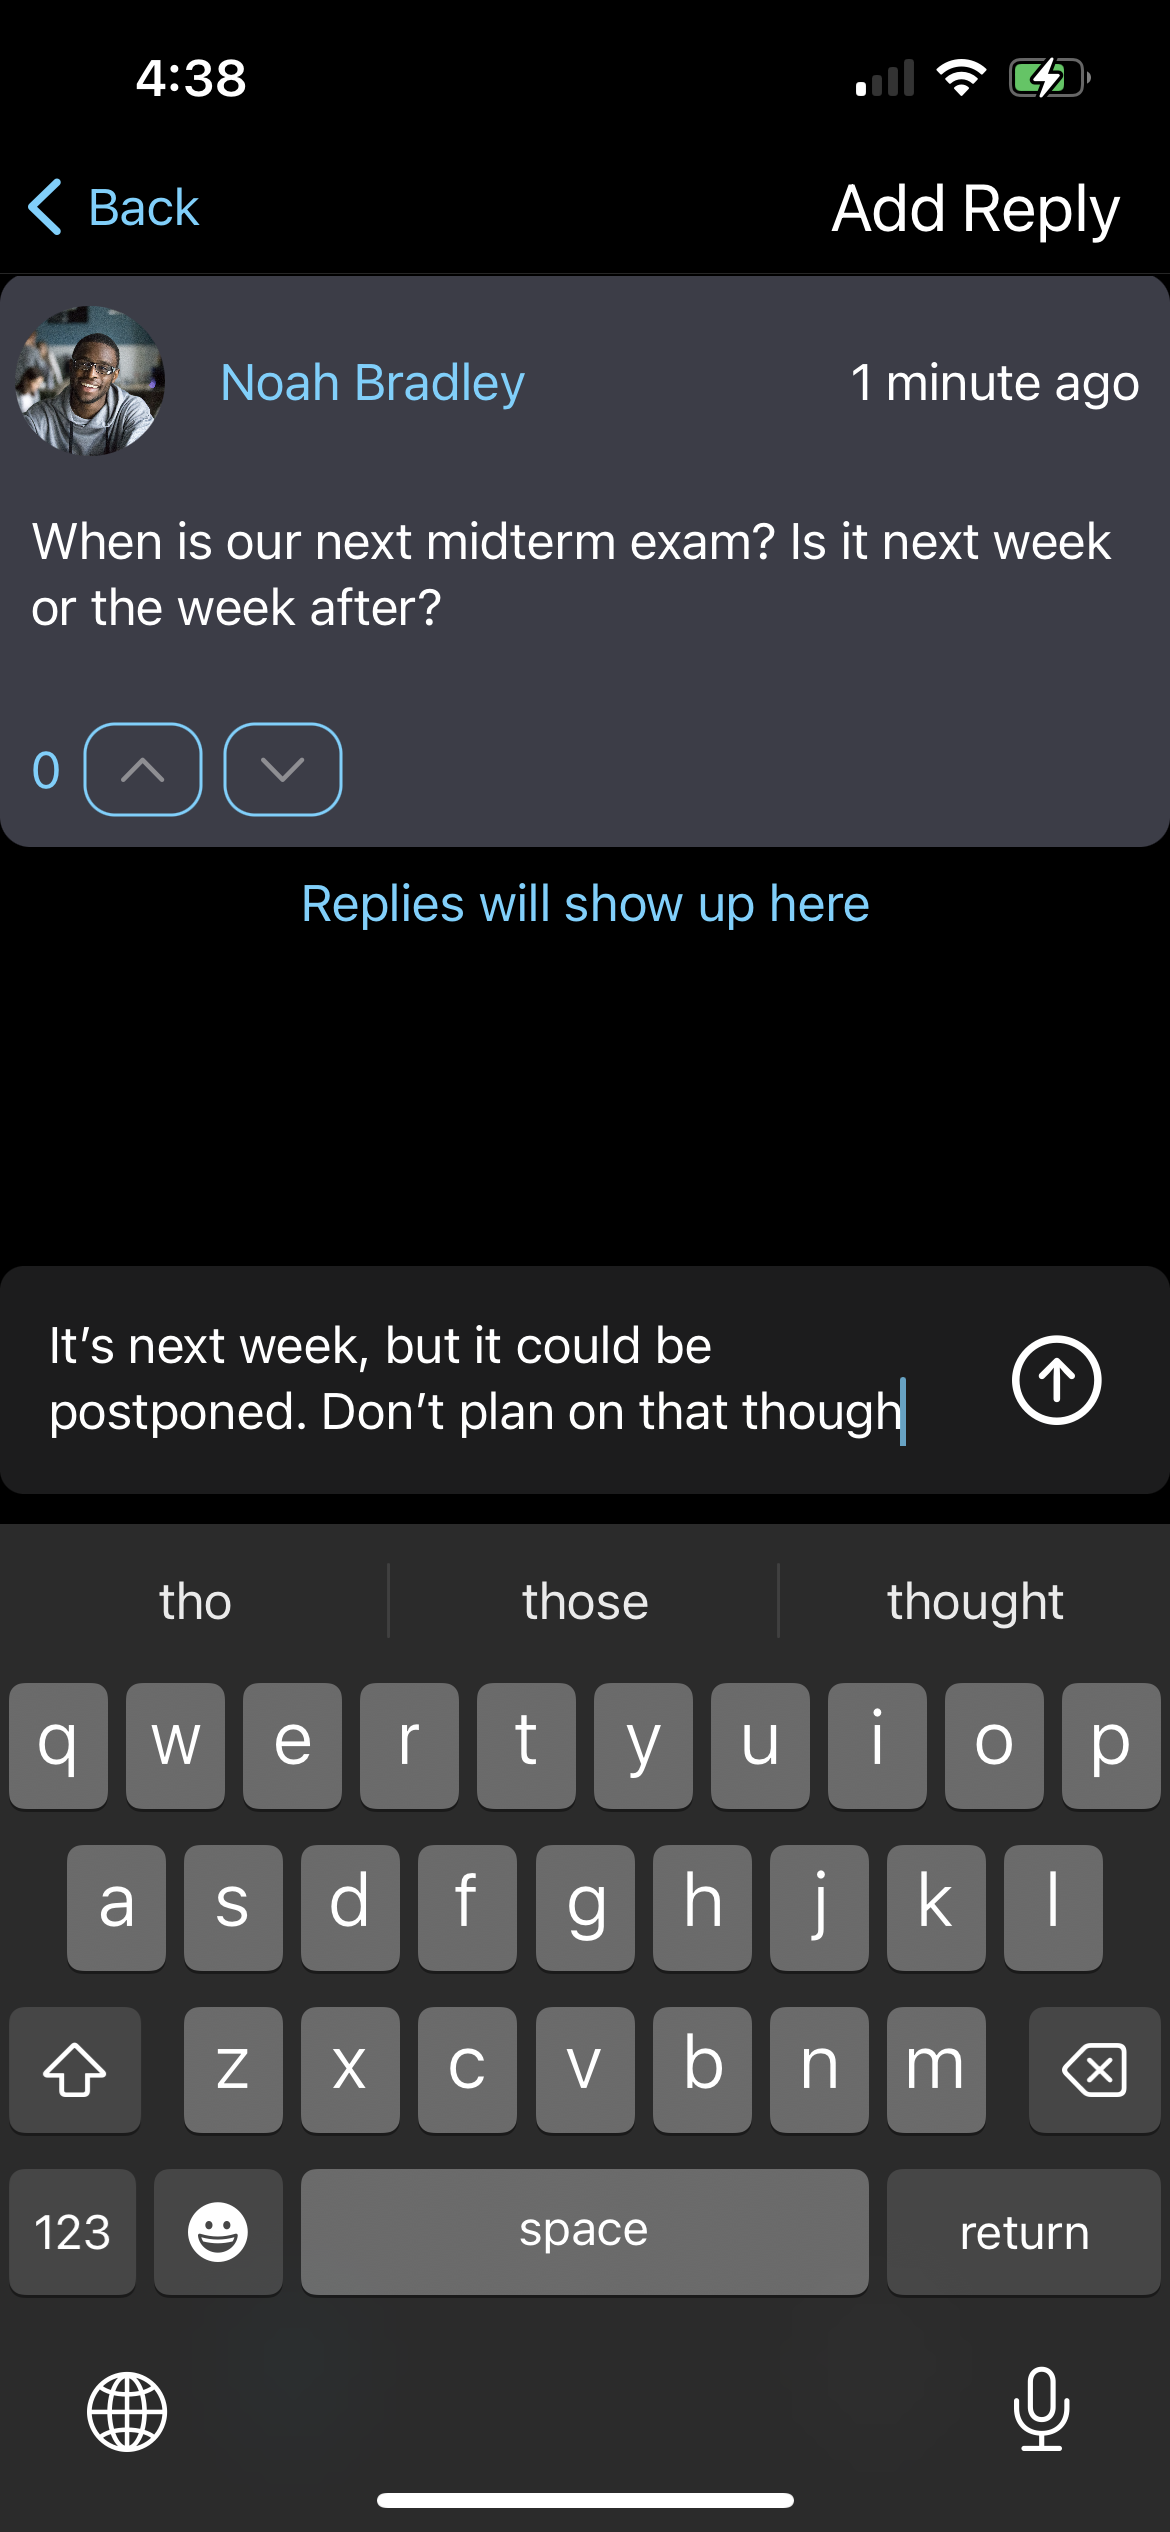 4:38
Back
Add Reply
Noah Bradley
1 minute ago
When is our next midterm exam? Is it next week
or the week after?
0
Replies will show up here
It’s next week, but it could be
postponed. Don’t plan on that though
tho
those
thought
q w e r t y u i o p
a s d f g h j k l
z x c v b n m
123
space
return